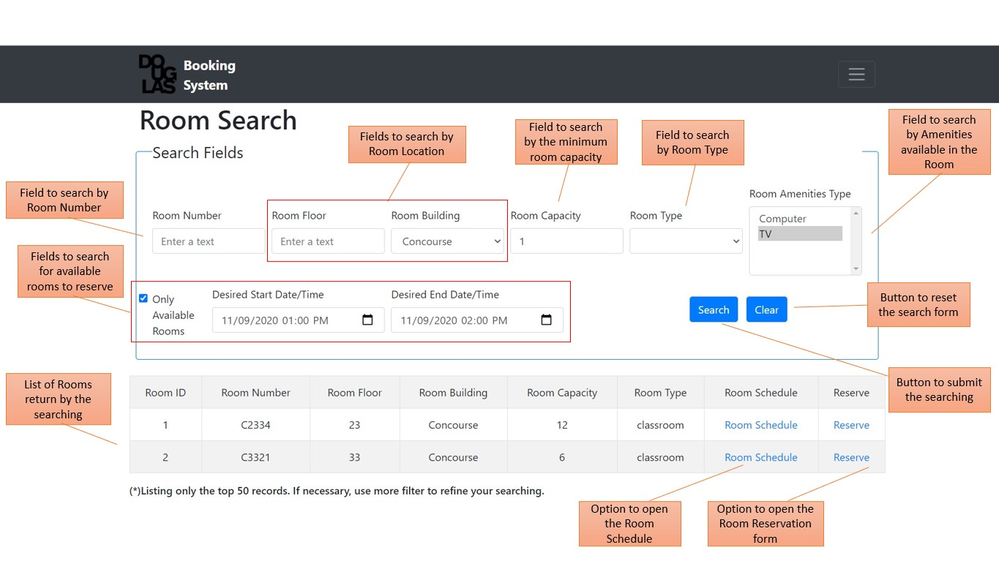 DO
UG
LAS
Booking
System
Room Search
Search Fields
Fields to search by
Room Location
Field to search
by the minimum
room capacity
Field to search
by Room Type
Field to search
by Amenities
available in the
Room
Field to search by
Room Number
Room Number
Room Floor
Room Building
Room Capacity
Room Type
Room Amenities Type
Enter a text
Enter a text
Concourse
1
Computer
TV
Fields to search
for available
rooms to reserve
Only
Available
Rooms
Desired Start Date/Time
11/09/2020 01:00 PM
Desired End Date/Time
11/09/2020 02:00 PM
Search
Clear
Button to reset
the search form
Button to submit
the searching
List of Rooms
return by the
searching
Room ID Room Number Room Floor Room Building Room Capacity Room Type Room Schedule Reserve
1 C2334 23 Concourse 12 classroom Room Schedule Reserve
2 C3321 33 Concourse 6 classroom Room Schedule Reserve
(*)Listing only the top 50 records. If necessary, use more filter to refine your searching.
Option to open
the Room
Schedule
Option to open the
Room Reservation
form